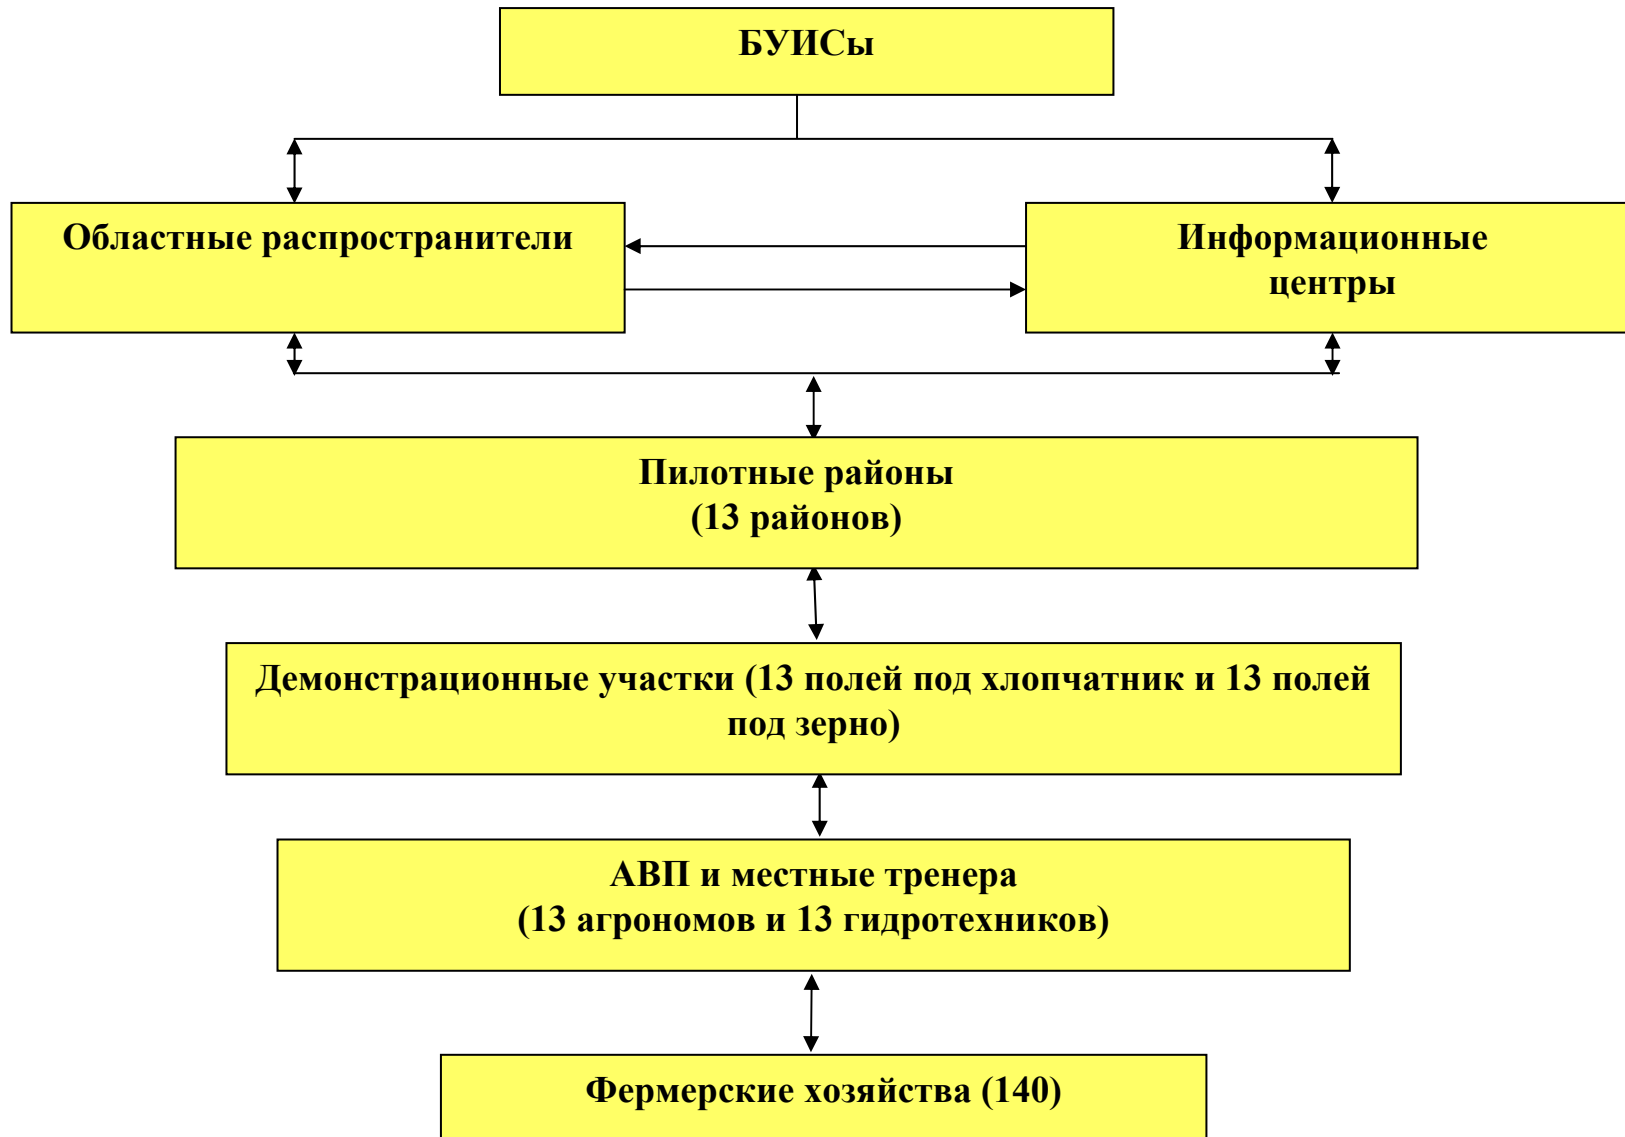 БУИСы
Областные распространители
Информационные
центры
Пилотные районы
(13 районов)
Демонстрационные участки (13 полей под хлопчатник и 13 полей
под зерно)
АВП и местные тренера
(13 агрономов и 13 гидротехников)
Фермерские хозяйства (140)